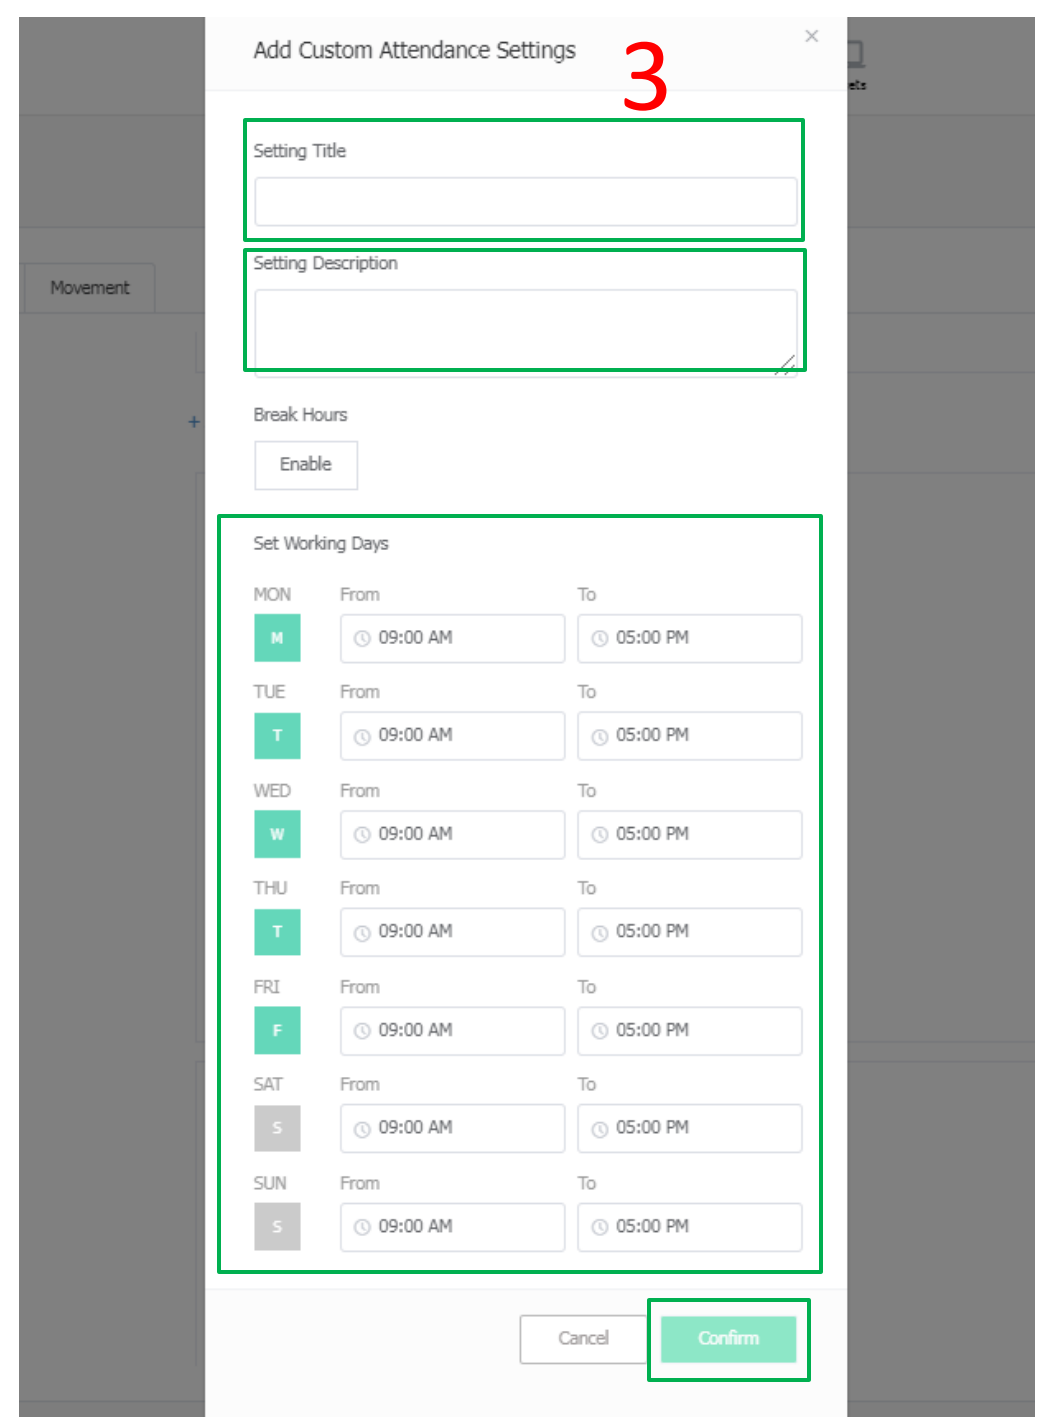 Add Custom Attendance Settings
3
×
ets
Setting Title
Setting Description
Movement
+
Break Hours
Enable
Set Working Days
MON From To
M 09:00 AM 05:00 PM
TUE From To
T 09:00 AM 05:00 PM
WED From To
W 09:00 AM 05:00 PM
THU From To
T 09:00 AM 05:00 PM
FRI From To
F 09:00 AM 05:00 PM
SAT From To
S 09:00 AM 05:00 PM
SUN From To
S 09:00 AM 05:00 PM
Cancel Confirm